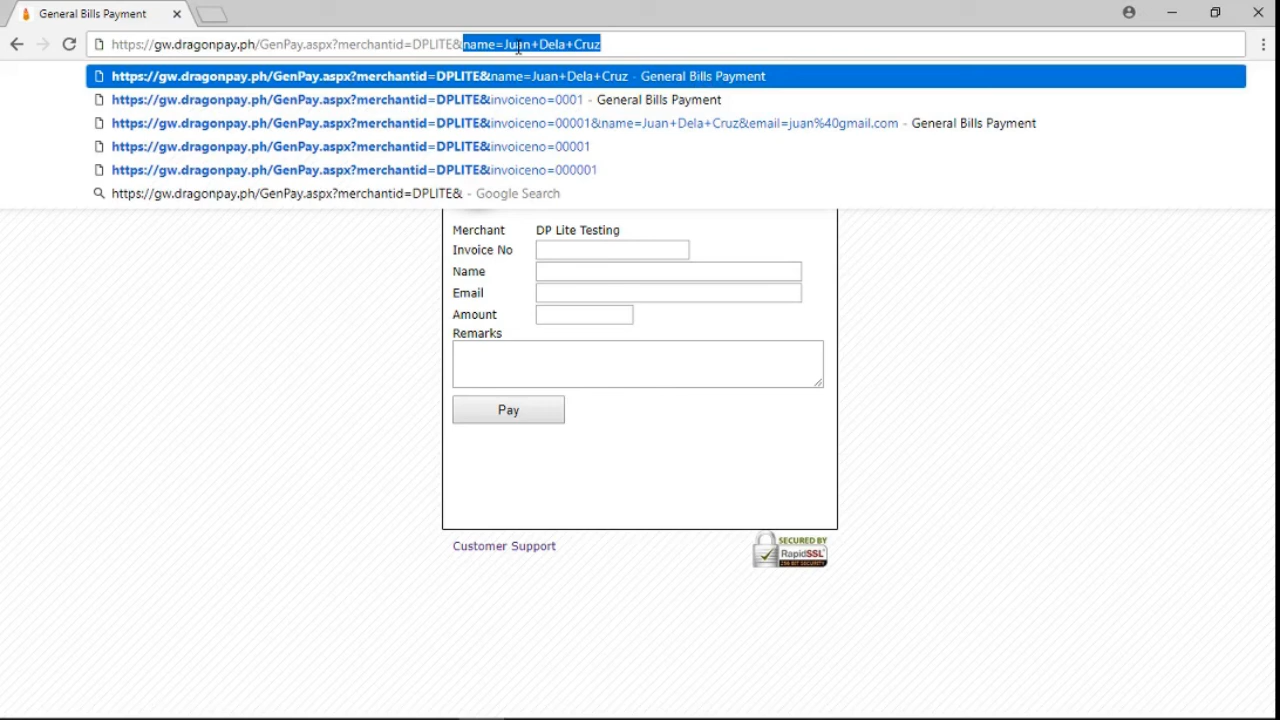 General Bills Payment
https://gw.dragonpay.ph/GenPay.aspx?merchantid=DPLITE&name=Juan+Dela+Cruz
https://gw.dragonpay.ph/GenPay.aspx?merchantid=DPLITE&name=Juan+Dela+Cruz - General Bills Payment
https://gw.dragonpay.ph/GenPay.aspx?merchantid=DPLITE&invoiceno=0001 - General Bills Payment
https://gw.dragonpay.ph/GenPay.aspx?merchantid=DPLITE&invoiceno=00001&name=Juan+Dela+Cruz&email=juan%40gmail.com - General Bills Payment
https://gw.dragonpay.ph/GenPay.aspx?merchantid=DPLITE&invoiceno=00001
https://gw.dragonpay.ph/GenPay.aspx?merchantid=DPLITE&invoiceno=000001
https://gw.dragonpay.ph/GenPay.aspx?merchantid=DPLITE& - Google Search
Merchant DP Lite Testing
Invoice No
Name
Email
Amount
Remarks
Pay
Customer Support
SECURED BY
RapidSSL
256 BIT SECURITY